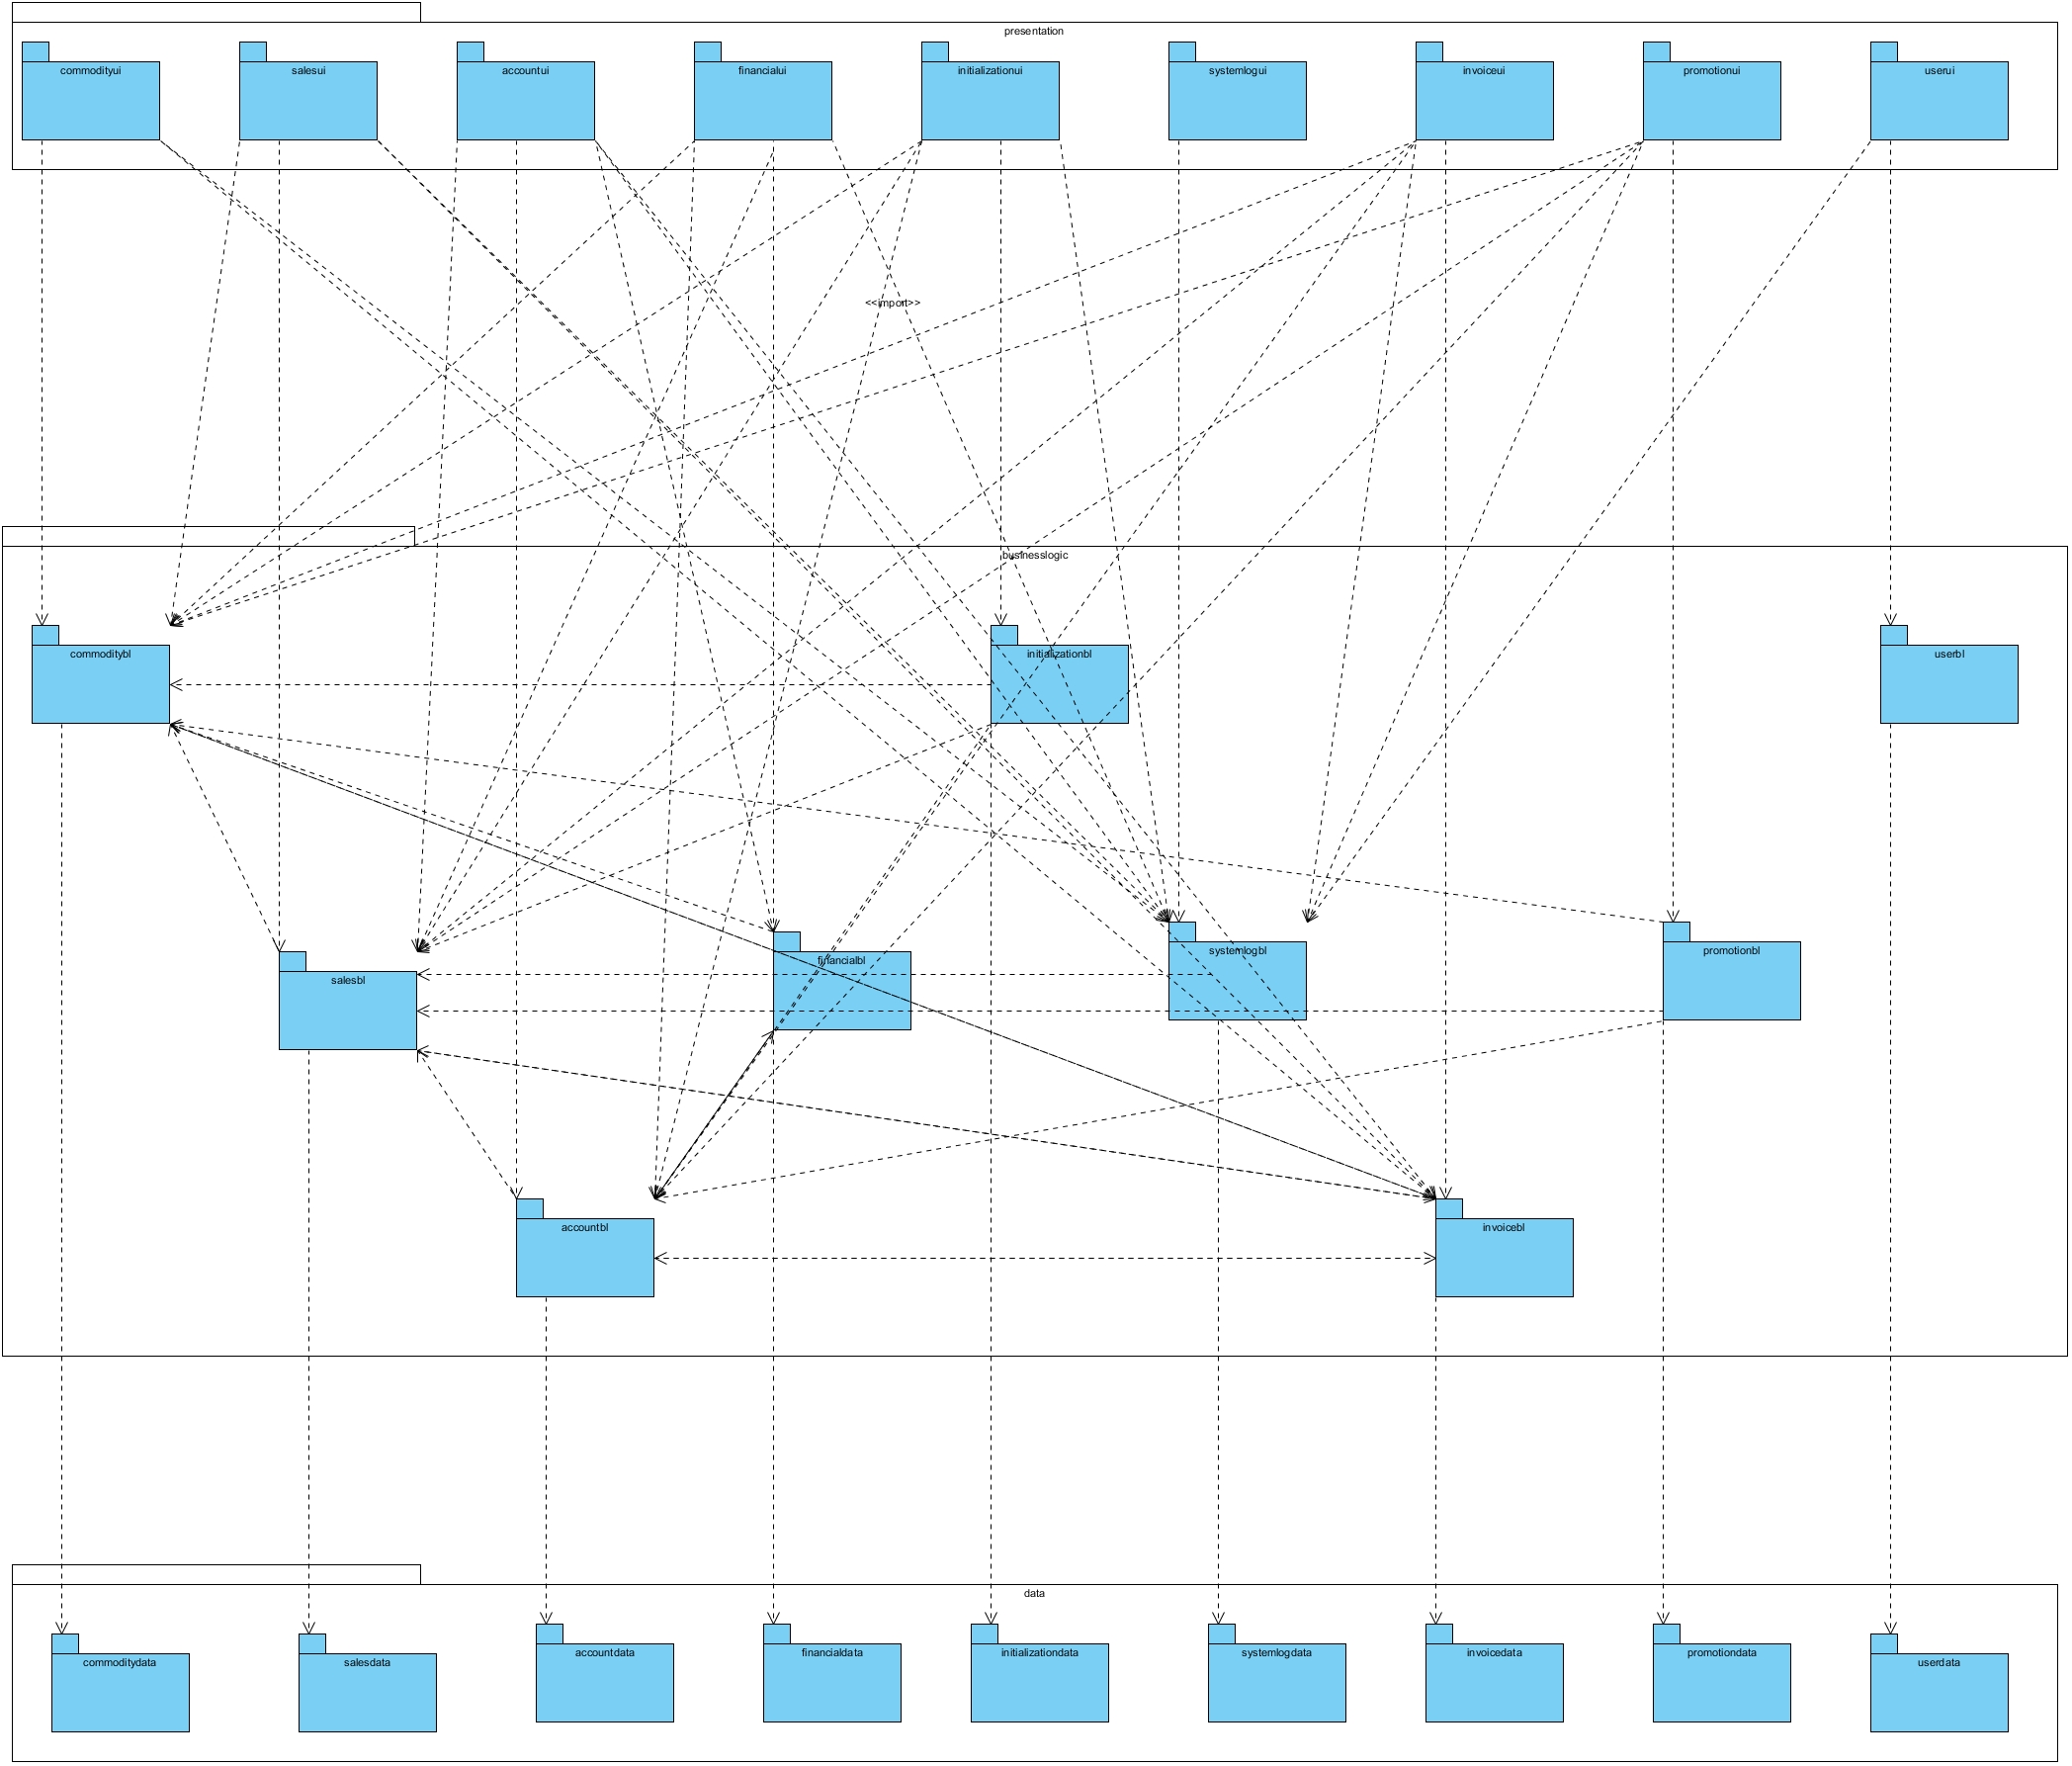 presentation
commodityui
salesui
accountui
financialui
initializationui
systemlogui
invoiceui
promotionui
userui
<<import>>
businesslogic
commoditybl
initializationbl
userbl
salesbl
financialbl
systemlogbl
promotionbl
accountbl
invoicebl
data
commoditydata
salesdata
accountdata
financialdata
initializationdata
systemlogdata
invoicedata
promotiondata
userdata